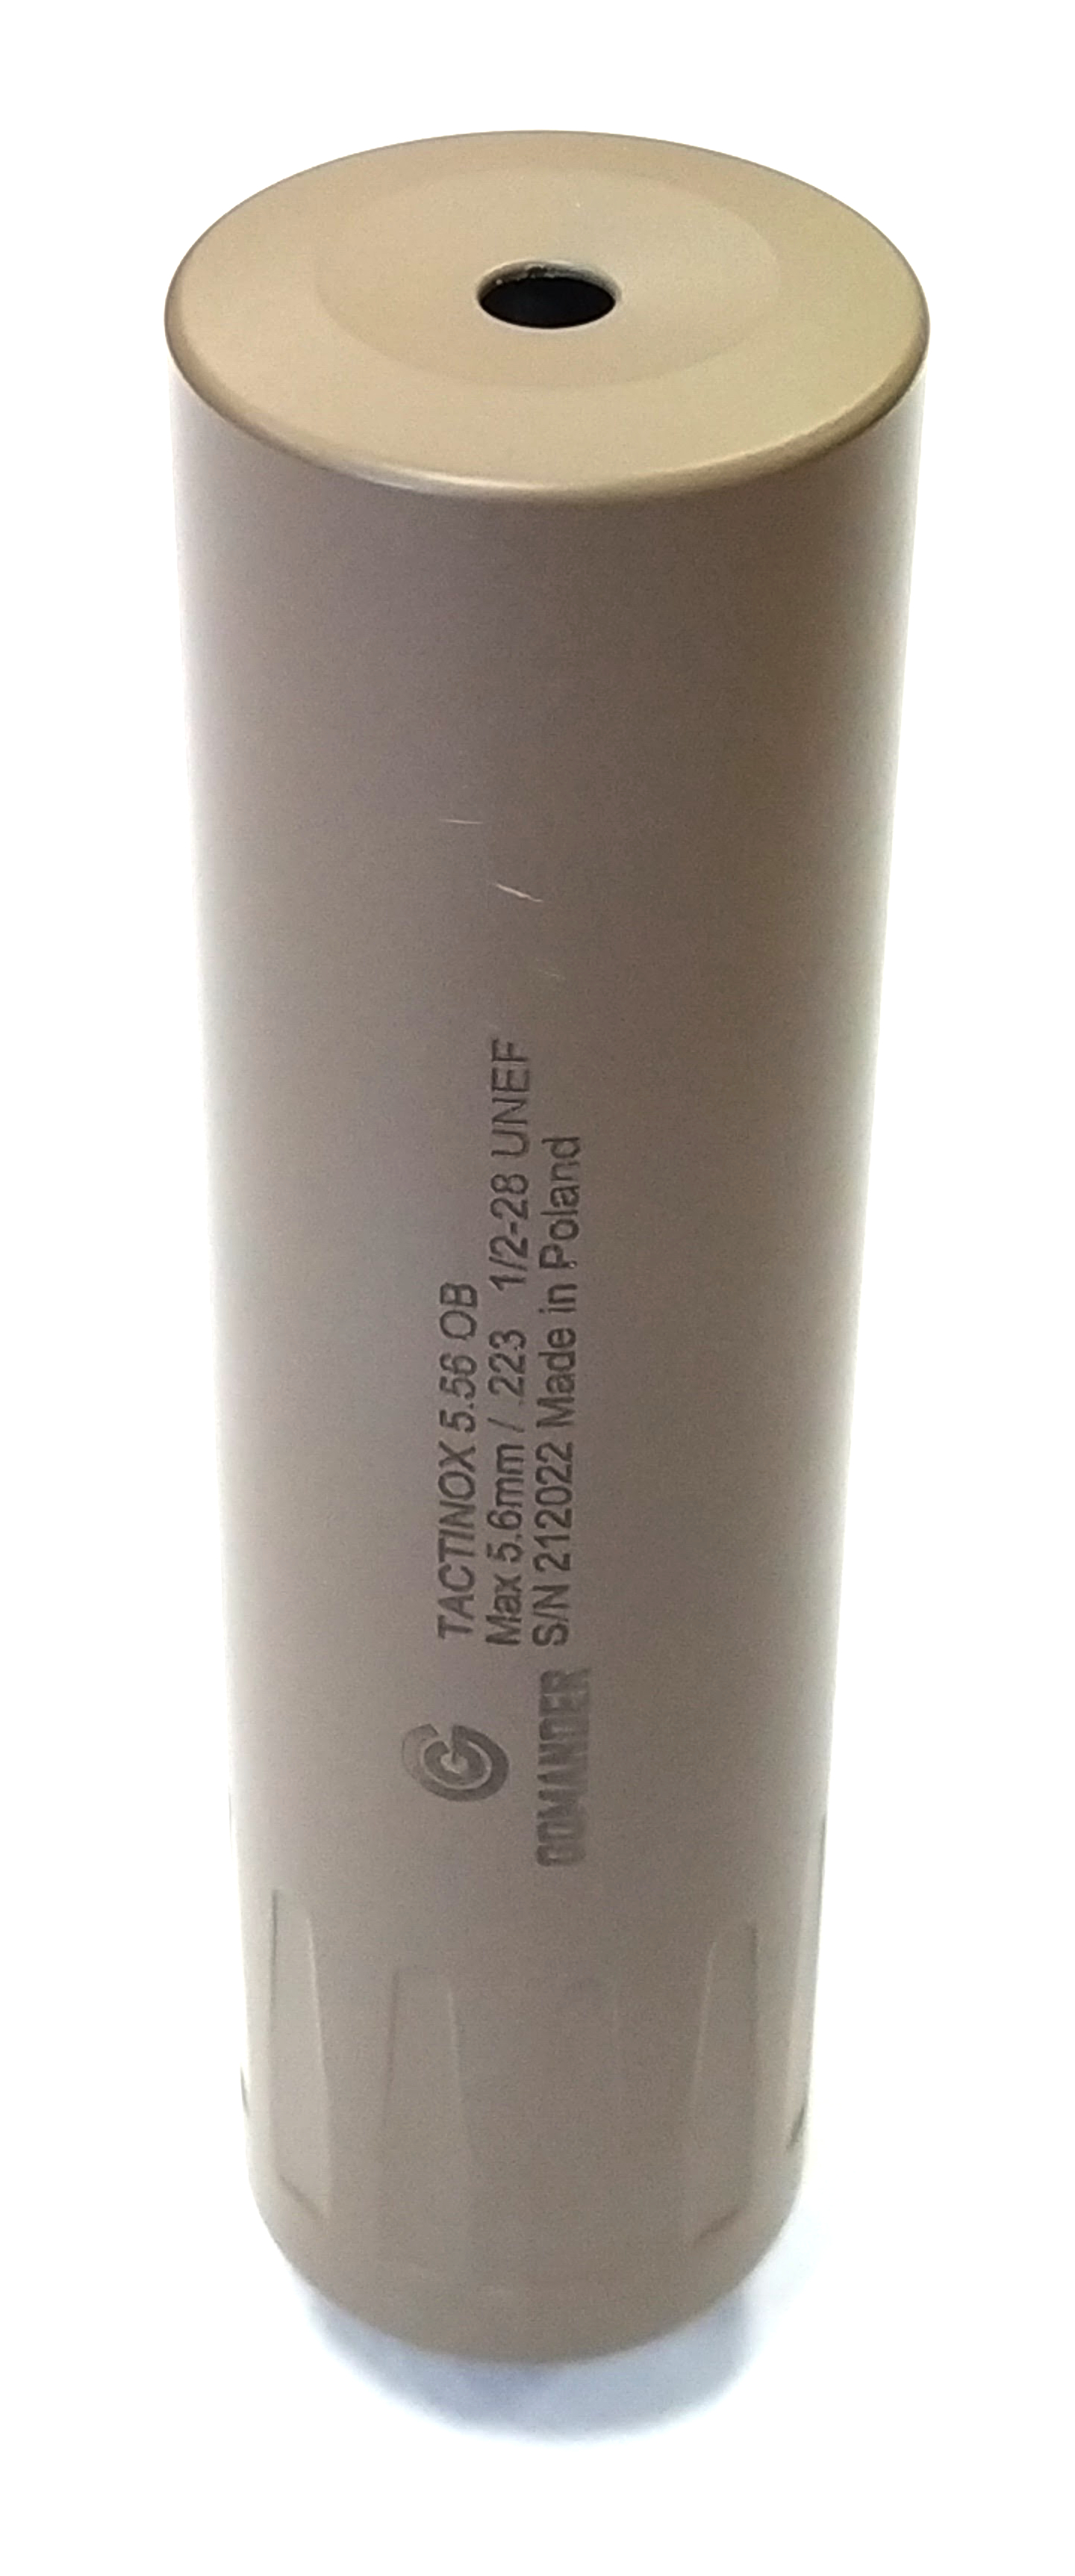 TACTINOX 5.56 OB
Max 5.6mm / .223 1/2-28 UNEF
S/N 212022 Made in Poland
G
COMANDER